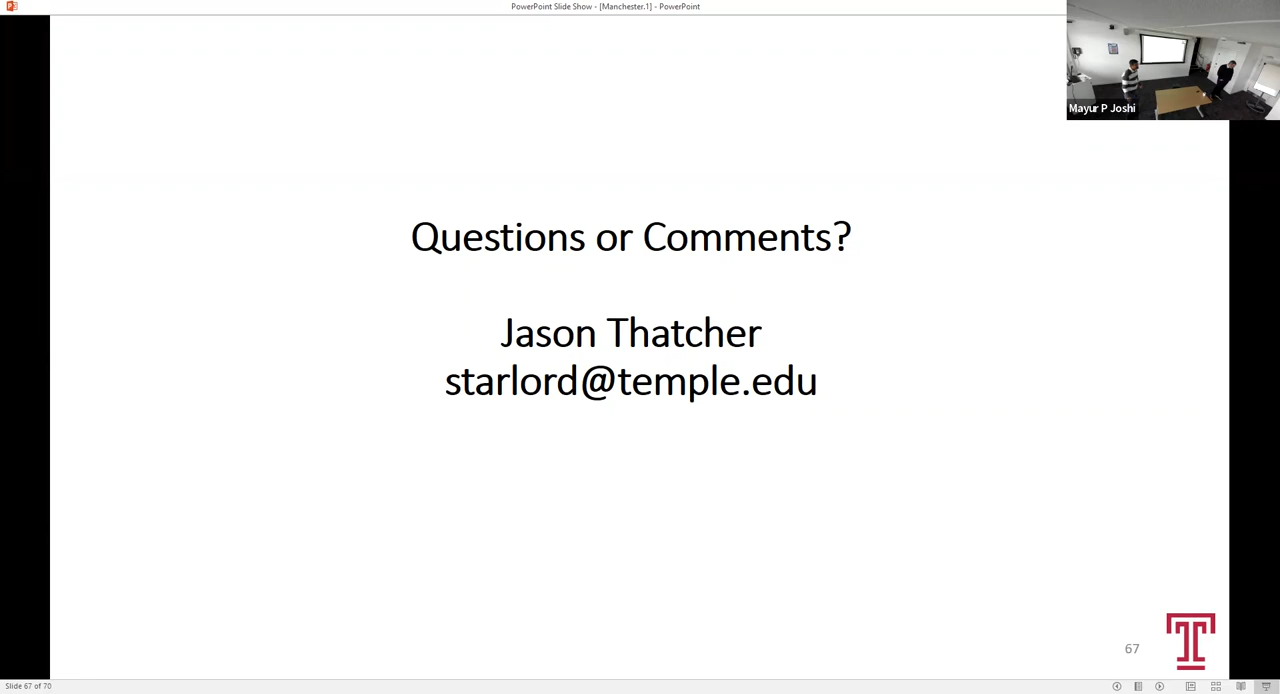 PowerPoint Slide Show - [Manchester.1] - PowerPoint
Mayur P Joshi
Questions or Comments?
Jason Thatcher
starlord@temple.edu
67
T
Slide 67 of 70